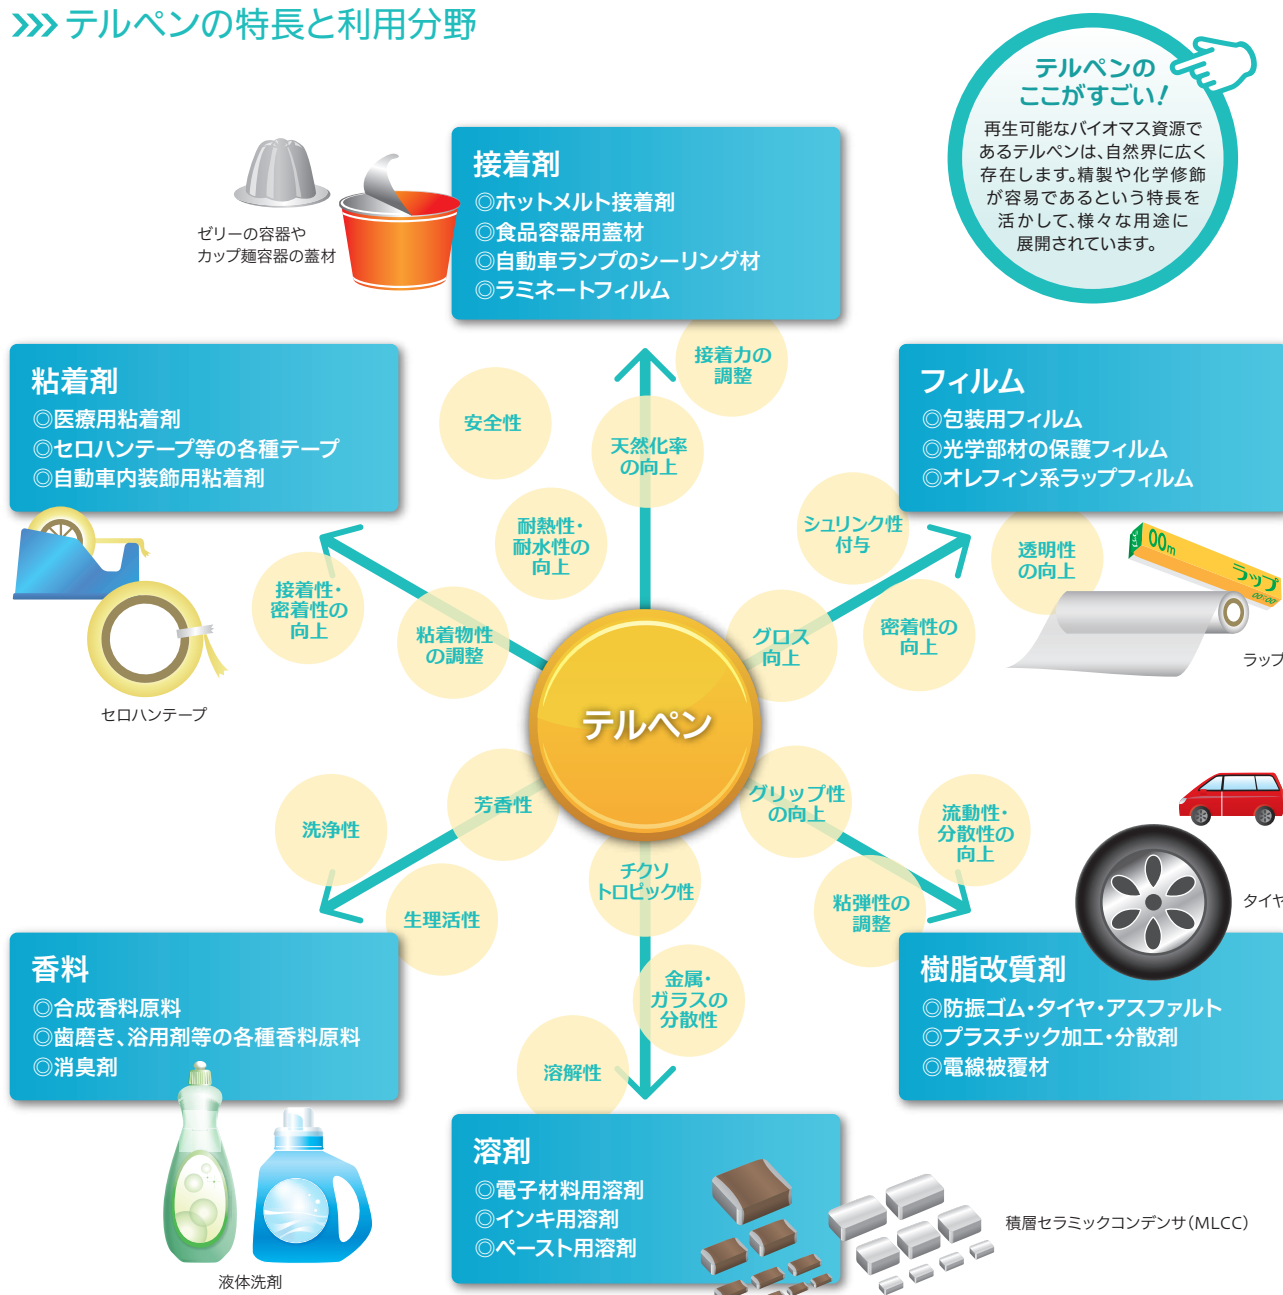 テルペンの特長と利用分野
テルペンの
ここがすごい!
再生可能なバイオマス資源で
あるテルペンは、自然界に広く
存在します。精製や化学修飾
が容易であるという特長を
活かして、様々な用途に
展開されています。
接着剤
◎ホットメルト接着剤
◎食品容器用蓋材
◎自動車ランプのシーリング材
◎ラミネートフィルム
ゼリーの容器や
カップ麺容器の蓋材
粘着剤
◎医療用粘着剤
◎セロハンテープ等の各種テープ
◎自動車内装飾用粘着剤
セロハンテープ
フィルム
◎包装用フィルム
◎光学部材の保護フィルム
◎オレフィン系ラップフィルム
00m
ラップ
00:00
ラップ
接着力の
調整
安全性
天然化率
の向上
耐熱性・
耐水性の
向上
シュリンク性
付与
透明性
の向上
接着性・
密着性の
向上
粘着物性
の調整
グロス
向上
密着性の
向上
テルペン
芳香性
洗浄性
生理活性
チクソ
トロピック性
金属・
ガラスの
分散性
溶解性
グリップ性
の向上
流動性・
分散性の
向上
粘弾性の
調整
タイヤ
香料
◎合成香料原料
◎歯磨き、浴用剤等の各種香料原料
◎消臭剤
液体洗剤
樹脂改質剤
◎防振ゴム・タイヤ・アスファルト
◎プラスチック加工・分散剤
◎電線被覆材
溶剤
◎電子材料用溶剤
◎インキ用溶剤
◎ペースト用溶剤
積層セラミックコンデンサ(MLCC)